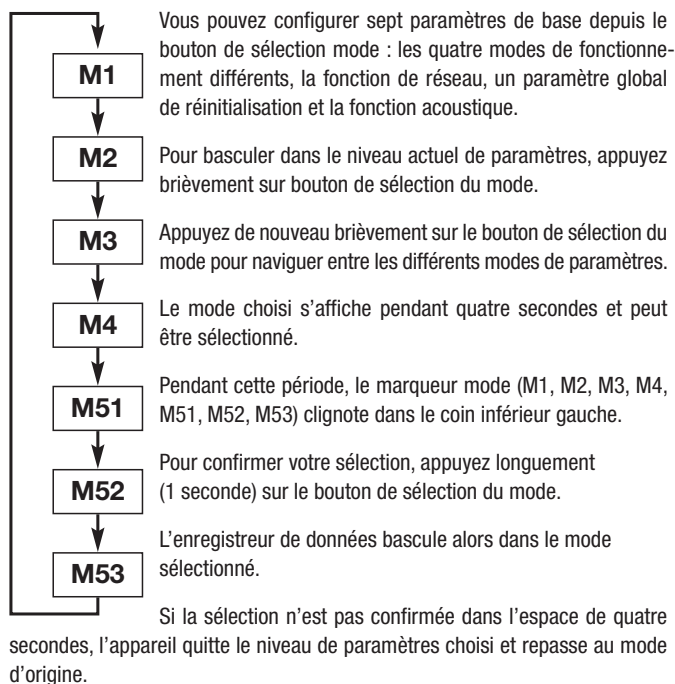 Vous pouvez configurer sept paramètres de base depuis le
bouton de sélection mode : les quatre modes de fonctionne-
ment différents, la fonction de réseau, un paramètre global
de réinitialisation et la fonction acoustique.
M1
M2
Pour basculer dans le niveau actuel de paramètres, appuyez
brièvement sur bouton de sélection du mode.
M3
Appuyez de nouveau brièvement sur le bouton de sélection du
mode pour naviguer entre les différents modes de paramètres.
M4
Le mode choisi s’affiche pendant quatre secondes et peut
être sélectionné.
M51
Pendant cette période, le marqueur mode (M1, M2, M3, M4,
M51, M52, M53) clignote dans le coin inférieur gauche.
M52
Pour confirmer votre sélection, appuyez longuement
(1 seconde) sur le bouton de sélection du mode.
M53
L’enregistreur de données bascule alors dans le mode
sélectionné.
Si la sélection n’est pas confirmée dans l’espace de quatre
secondes, l’appareil quitte le niveau de paramètres choisi et repasse au mode
d’origine.